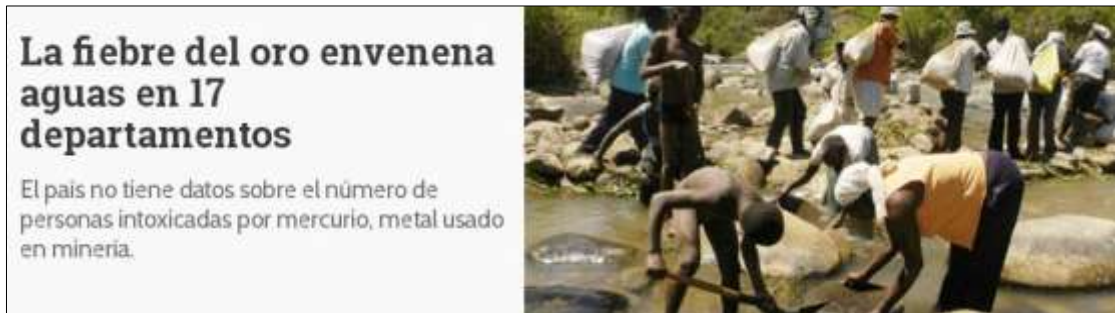 La fiebre del oro envenena
aguas en 17
departamentos
El país no tiene datos sobre el número de
personas intoxicadas por mercurio, metal usado
en minería.